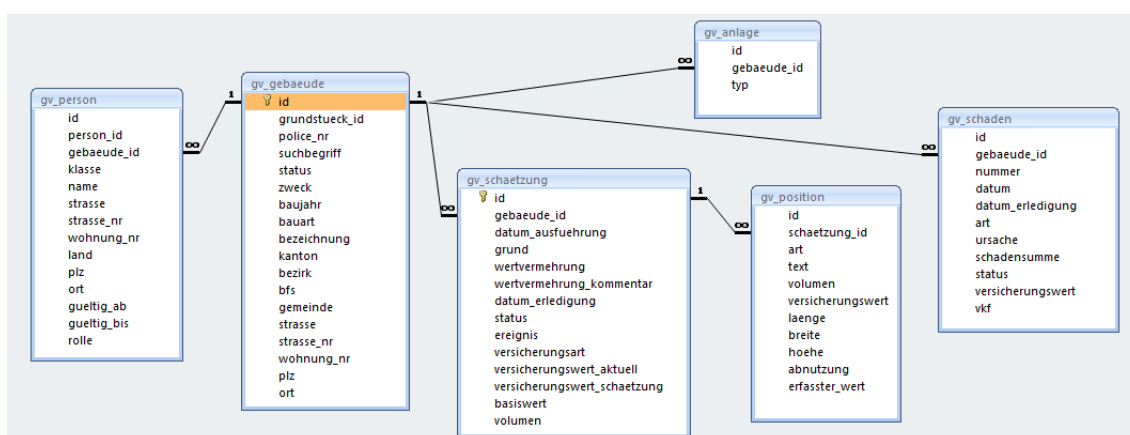 gv_person
id
person_id
gebaeude_id
klasse
name
strasse
strasse_nr
wohnung_nr
land
plz
ort
gueltig_ab
gueltig_bis
rolle
∞
1
gv_gebaeude
id
grundstueck_id
police_nr
suchbegriff
status
zweck
baujahr
bauart
bezeichnung
kanton
bezirk
bfs
gemeinde
strasse
strasse_nr
wohnung_nr
plz
ort
1
∞
gv_schaetzung
id
gebaeude_id
datum_ausfuehrung
grund
wertvermehrung
wertvermehrung_kommentar
datum_erledigung
status
ereignis
versicherungsart
versicherungswert_aktuell
versicherungswert_schaetzung
basiswert
volumen
∞
gv_anlage
id
gebaeude_id
typ
1
∞
gv_position
id
schaetzung_id
art
text
volumen
versicherungswert
laenge
breite
hoehe
abnutzung
erfasster_wert
∞
gv_schaden
id
gebaeude_id
nummer
datum
datum_erledigung
art
ursache
schadensumme
status
versicherungswert
vkf